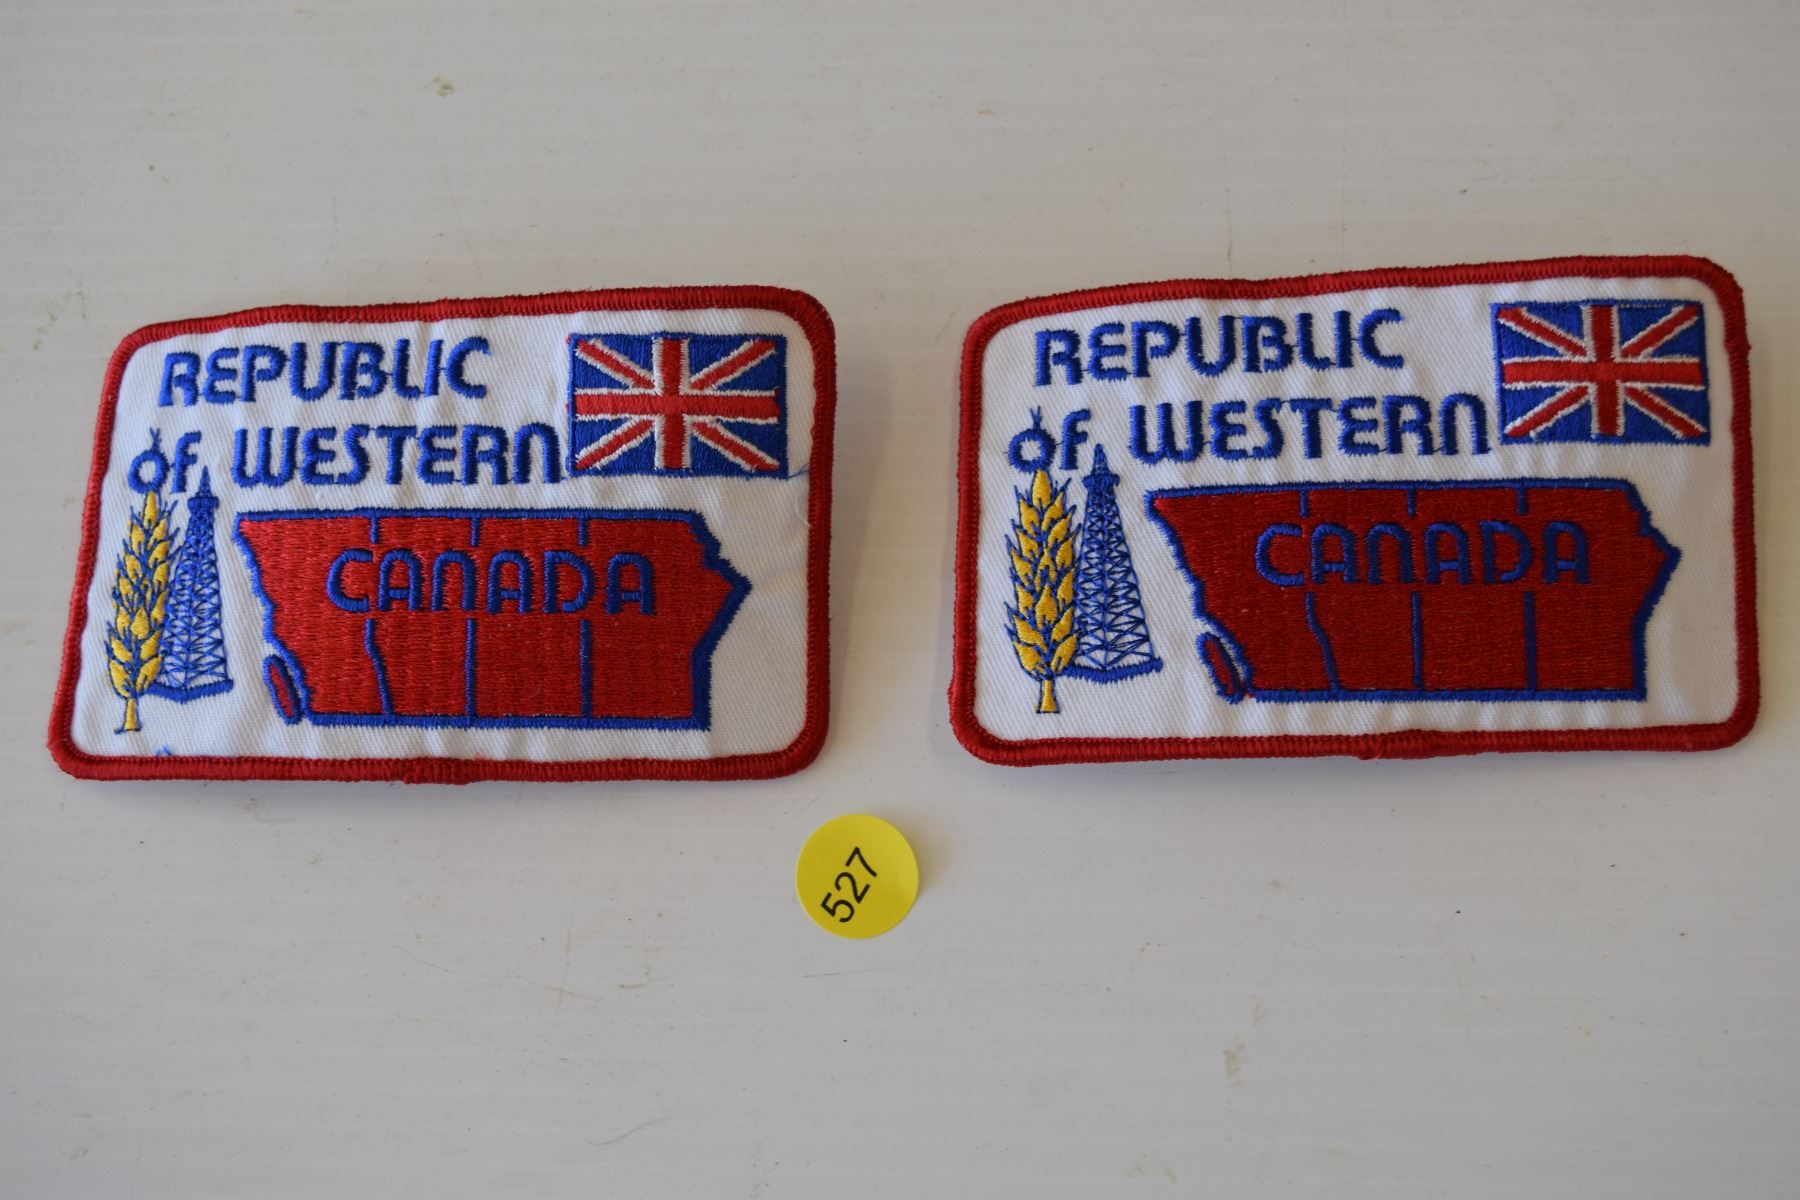 REPUBLIC
OF WESTERN
CANADA
REPUBLIC
OF WESTERN
CANADA
527